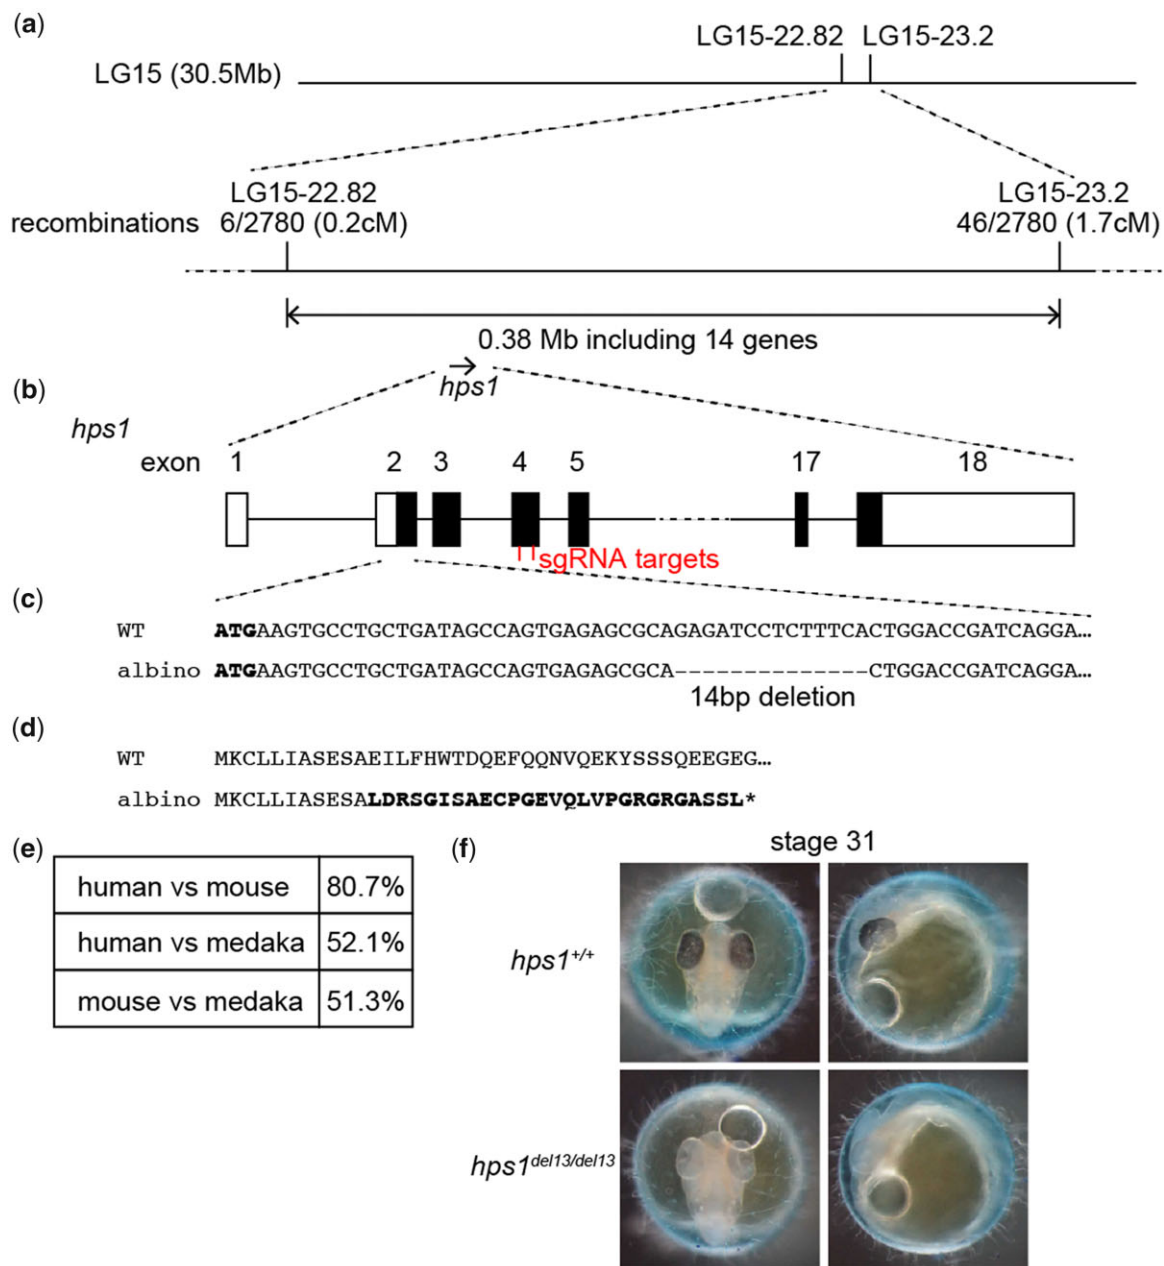 (a)
LG15-22.82 LG15-23.2
LG15 (30.5Mb)
LG15-22.82 LG15-23.2
recombinations 6/2780 (0.2cM) 46/2780 (1.7cM)
0.38 Mb including 14 genes
hps1
(b)
hps1
exon 1 2 3 4 5 17 18
sgRNA targets
(c)
WT ATGAAGTGCCTGCTGATAGCCAGTGAGAGCGCAGAGATCCTCTTTCACTGGACCGATCAGGA...
albino ATGAAGTGCCTGCTGATAGCCAGTGAGAGCGCA--------------CTGGACCGATCAGGA...
14bp deletion
(d)
WT MKCLLIASESAEILFHWTDQEFQQNVQEKYSSSQEEGEG...
albino MKCLLIASESALDRSGISAECPGEVQLVPGRGRGASSL*
(e)
human vs mouse 80.7%
human vs medaka 52.1%
mouse vs medaka 51.3%
(f)
stage 31
hps1+/+
hps1del13/del13